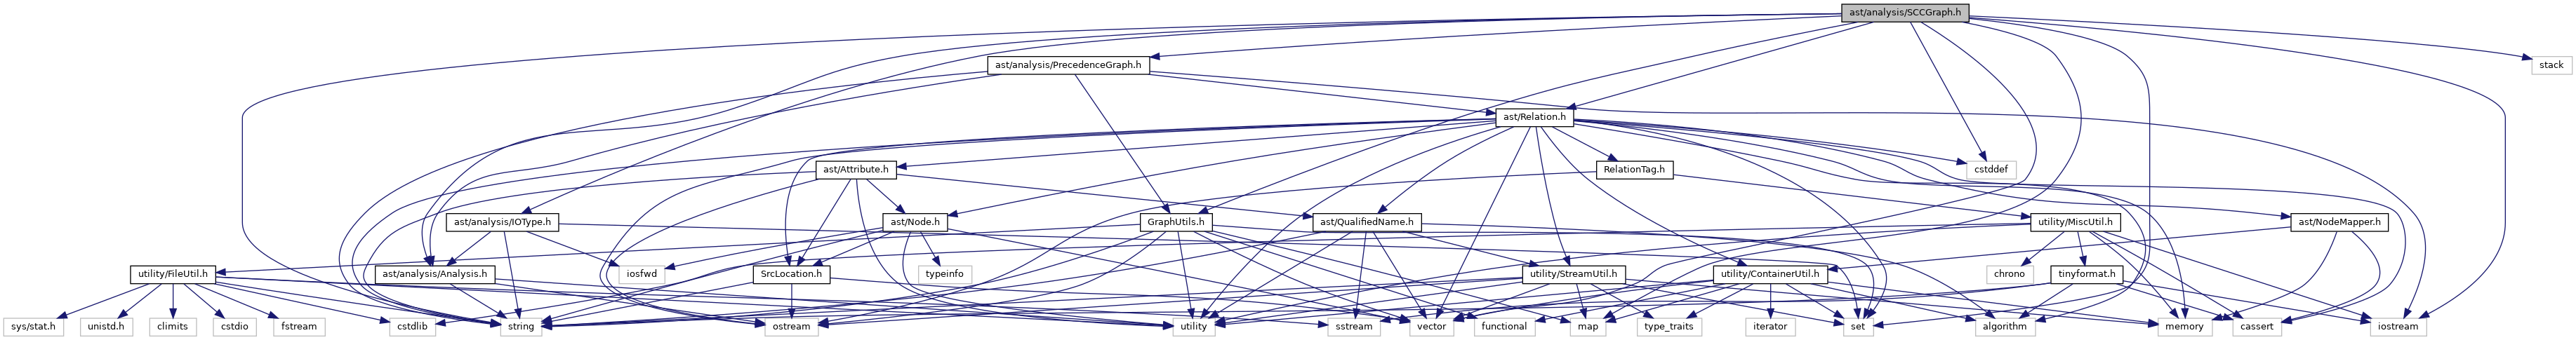 ast/analysis/SCCGraph.h
ast/analysis/PrecedenceGraph.h
stack
ast/Relation.h
ast/Attribute.h
RelationTag.h
cstddef
ast/analysis/IOType.h
ast/Node.h
GraphUtils.h
ast/QualifiedName.h
utility/MiscUtil.h
ast/NodeMapper.h
utility/FileUtil.h
ast/analysis/Analysis.h
iosfwd
SrcLocation.h
typeinfo
utility/StreamUtil.h
utility/ContainerUtil.h
chrono
tinyformat.h
sys/stat.h
unistd.h
climits
cstdio
fstream
cstdlib
string
ostream
utility
sstream
vector
functional
map
type_traits
iterator
set
algorithm
memory
cassert
iostream